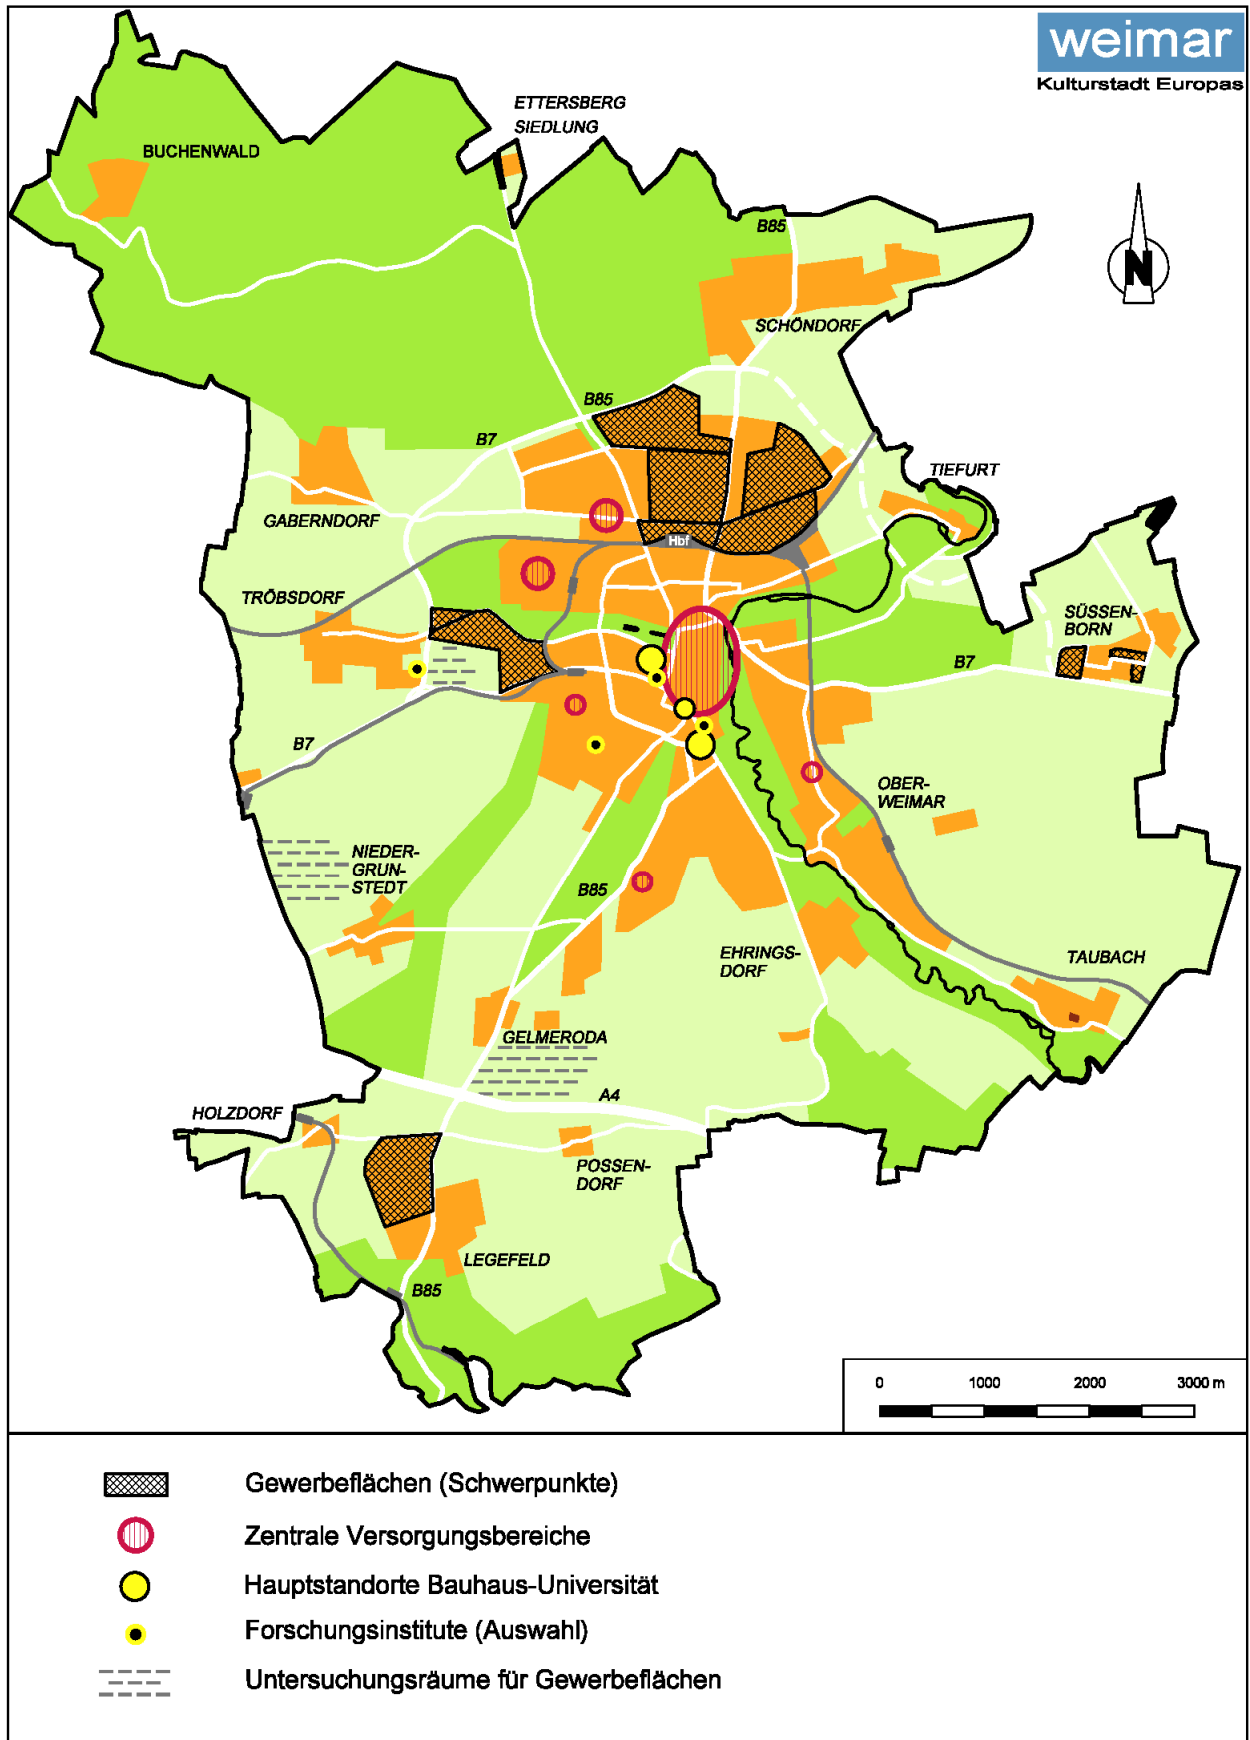 weimar
Kulturstadt Europas
ETTERSBERG
SIEDLUNG
BUCHENWALD
B85
N
SCHÖNDORF
B85
B7
TIEFURT
GABERNDORF
Hbf
TRÖBSDORF
SÜSSEN-
BORN
B7
B7
OBER-
WEIMAR
NIEDER-
GRUN-
STEDT
B85
EHRINGS-
DORF
TAUBACH
GELMERODA
A4
HOLZDORF
POSSEN-
DORF
LEGEFELD
B85
0 1000 2000 3000 m
Gewerbeflächen (Schwerpunkte)
Zentrale Versorgungsbereiche
Hauptstandorte Bauhaus-Universität
Forschungsinstitute (Auswahl)
Untersuchungsräume für Gewerbeflächen